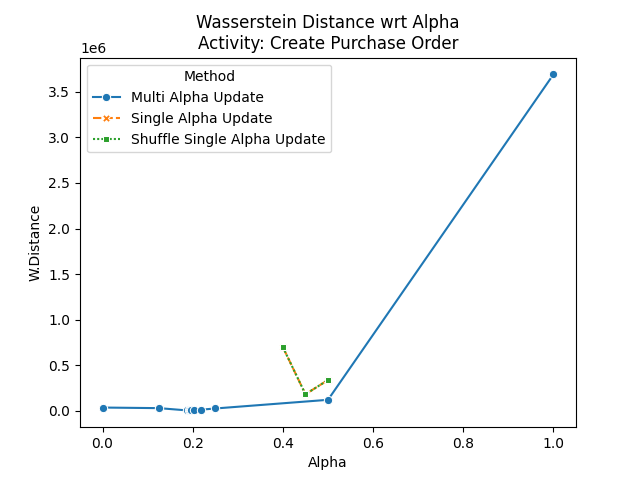 Wasserstein Distance wrt Alpha
Activity: Create Purchase Order
1e6
Method
Multi Alpha Update
Single Alpha Update
Shuffle Single Alpha Update
3.5
3.0
2.5
2.0
1.5
1.0
0.5
0.0
W.Distance
0.0 0.2 0.4 0.6 0.8 1.0
Alpha